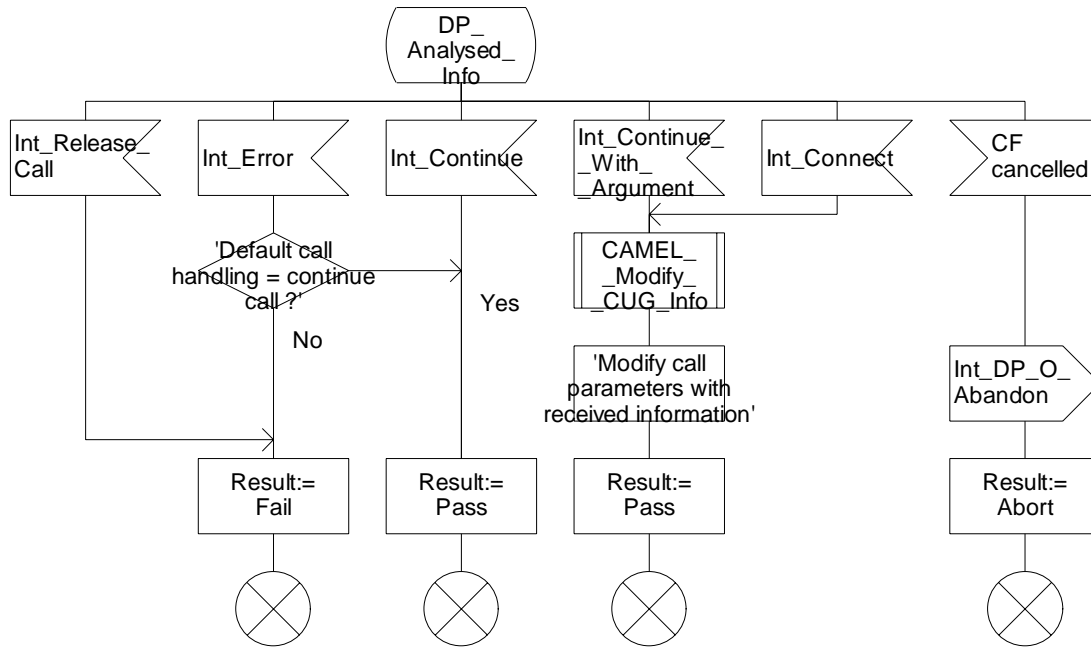 DP_
Analysed_
Info
Int_Release_
Call
Int_Error
Int_Continue
Int_Continue_
_With_
_Argument
Int_Connect
CF
cancelled
'Default call
handling = continue
call ?'
Yes
No
CAMEL_
_Modify_
_CUG_Info
'Modify call
parameters with
received information'
Int_DP_O_
Abandon
Result:=
Fail
Result:=
Pass
Result:=
Pass
Result:=
Abort